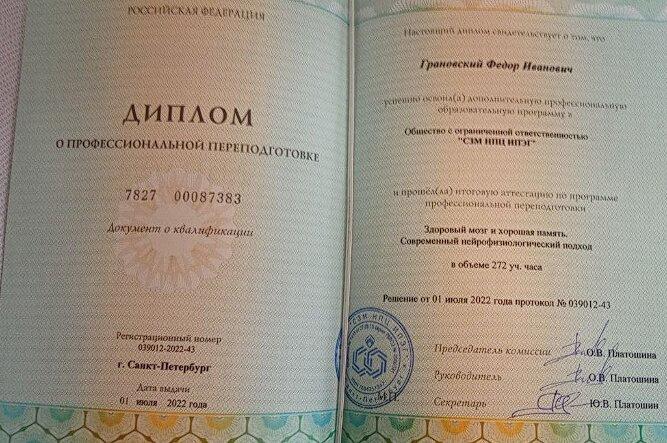 РОССИЙСКАЯ ФЕДЕРАЦИЯ
ДИПЛОМ
О ПРОФЕССИОНАЛЬНОЙ ПЕРЕПОДГОТОВКЕ
7827 00087383
Документ о квалификации
Регистрационный номер
039012-2022-43
г. Санкт-Петербург
Дата выдачи
01 июля 2022 года
Настоящий диплом свидетельствует о том, что
Грановский Федор Иванович
успешно освоил(а) дополнительную профессиональную
образовательную программу в
Общество с ограниченной ответственностью
"СЗМ НПЦ ИПЭГ"
и прошёл(ла) итоговую аттестацию по программе
профессиональной переподготовки
Здоровый мозг и хорошая память.
Современный нейрофизиологический подход
в объеме 272 уч. часа
Решение от 01 июля 2022 года протокол № 039012-43
Председатель комиссии О.В. Платошина
Руководитель О.В. Платошина
Секретарь Ю.В. Платошин
М.П.